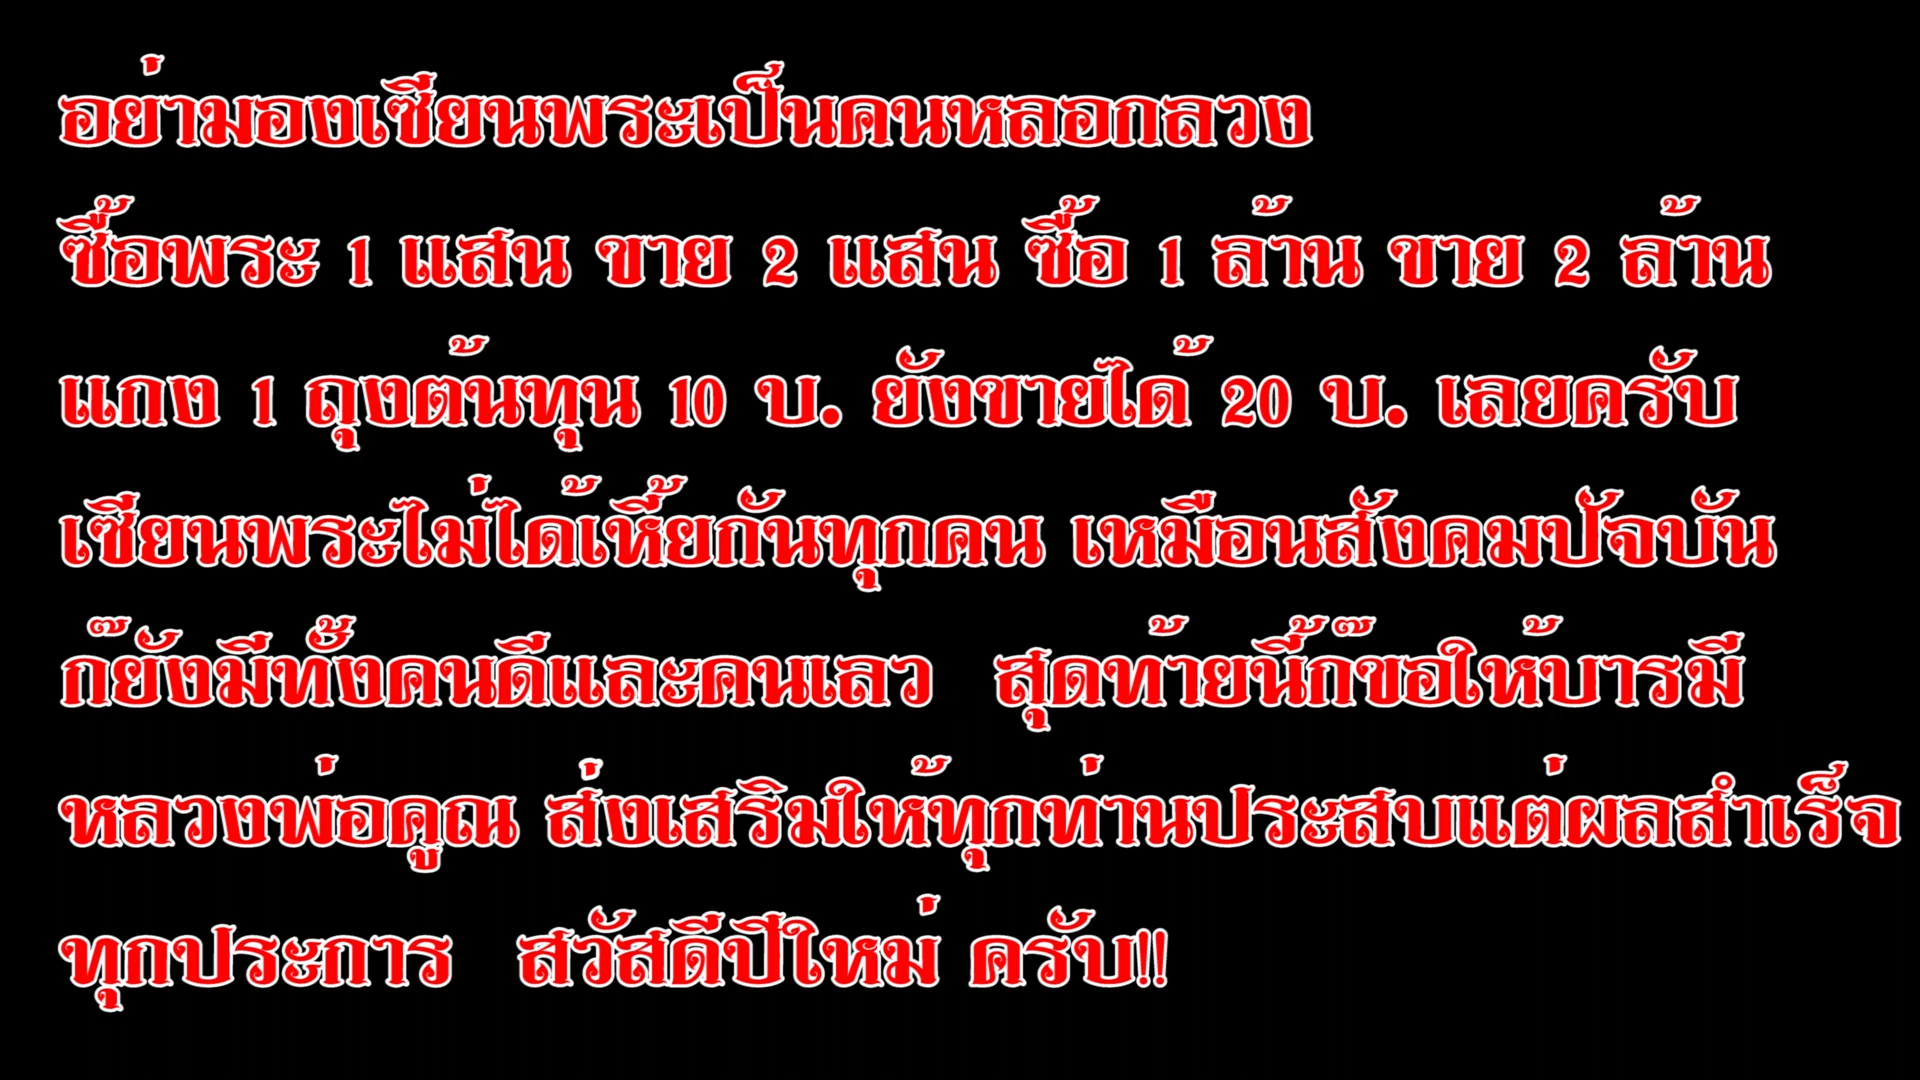 อย่ามองเซียนพระเป็นคนหลอกลวง
ซื้อพระ 1 แสน ขาย 2 แสน ซื้อ 1 ล้าน ขาย 2 ล้าน
แกง 1 ถุงต้นทุน 10 บ. ยังขายได้ 20 บ. เลยครับ
เซียนพระไม่ได้เหี้ยกันทุกคน เหมือนสังคมปัจบัน
ก๊ยังมีทั้งคนดีและคนเลว สุดท้ายนี้ก๊ขอให้บารมี
หลวงพ่อคูณ ส่งเสริมให้ทุกท่านประสบแต่ผลสำเร็จ
ทุกประการ สวัสดีปีใหม่ ครับ!!